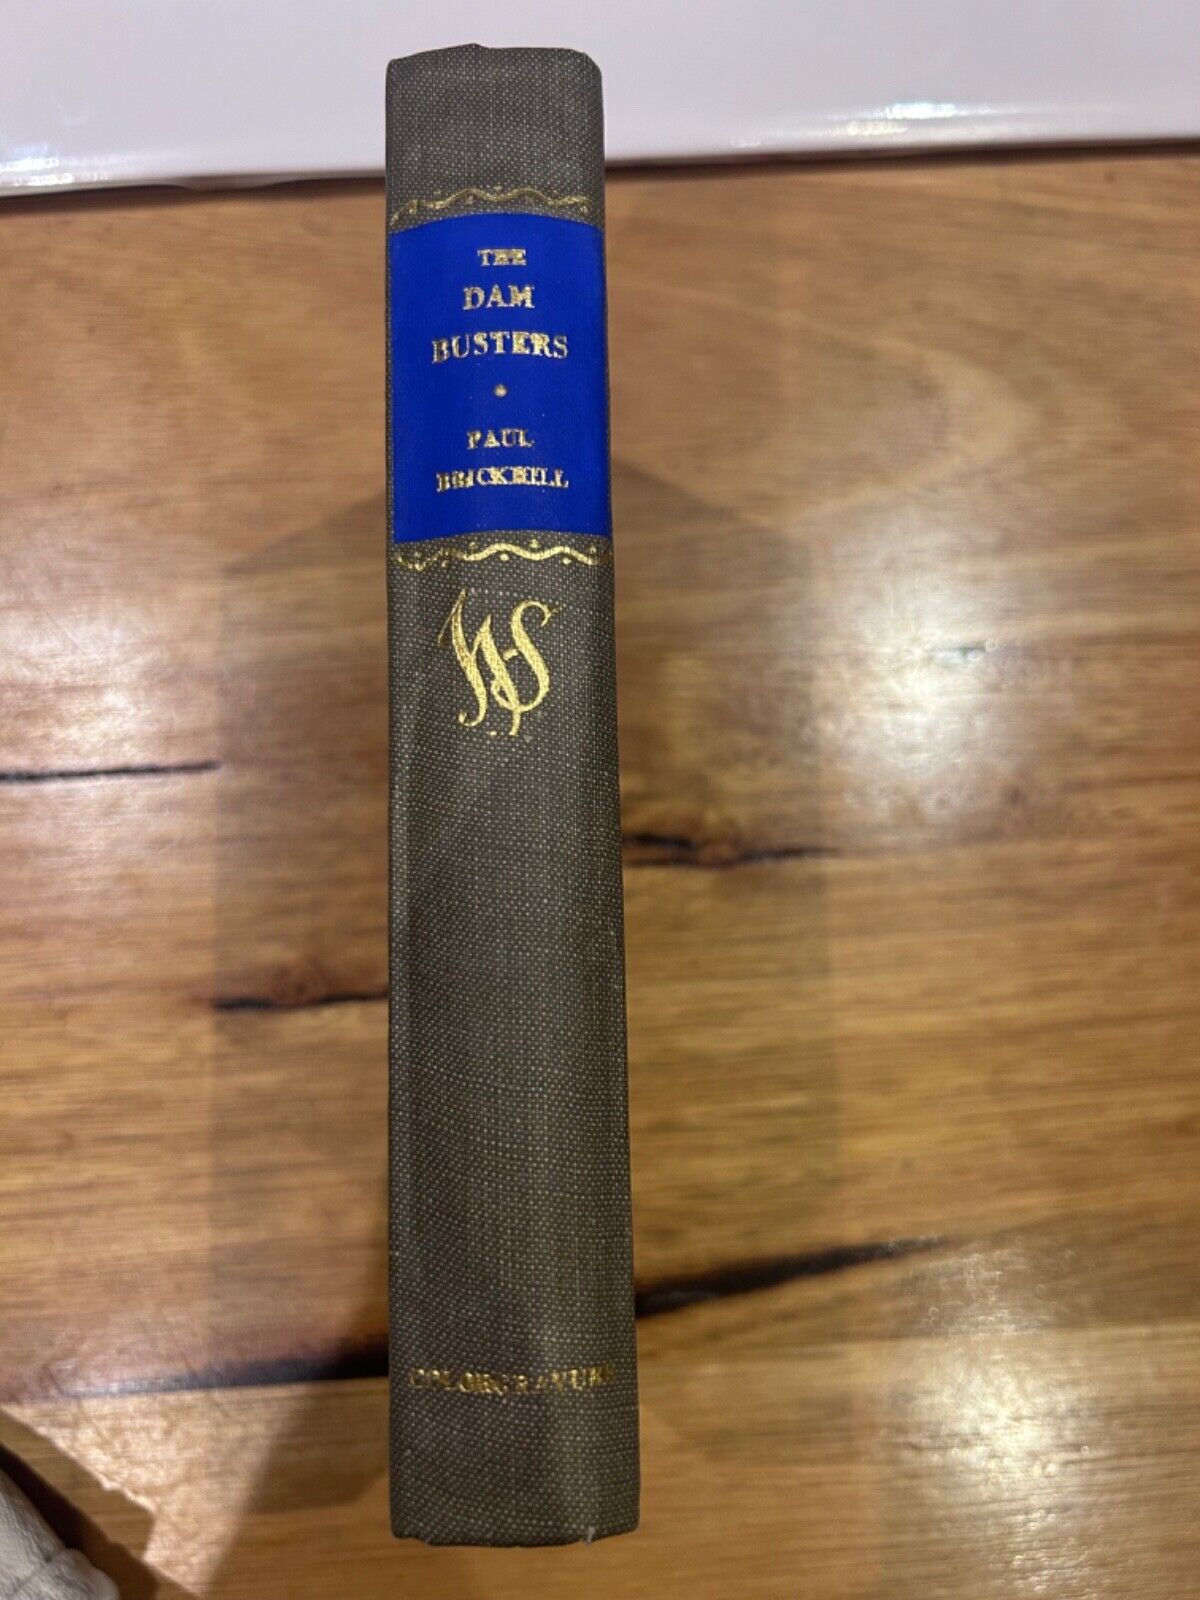 THE
DAM
BUSTERS
PAUL
BRICKHILL
COLORGRAVURE